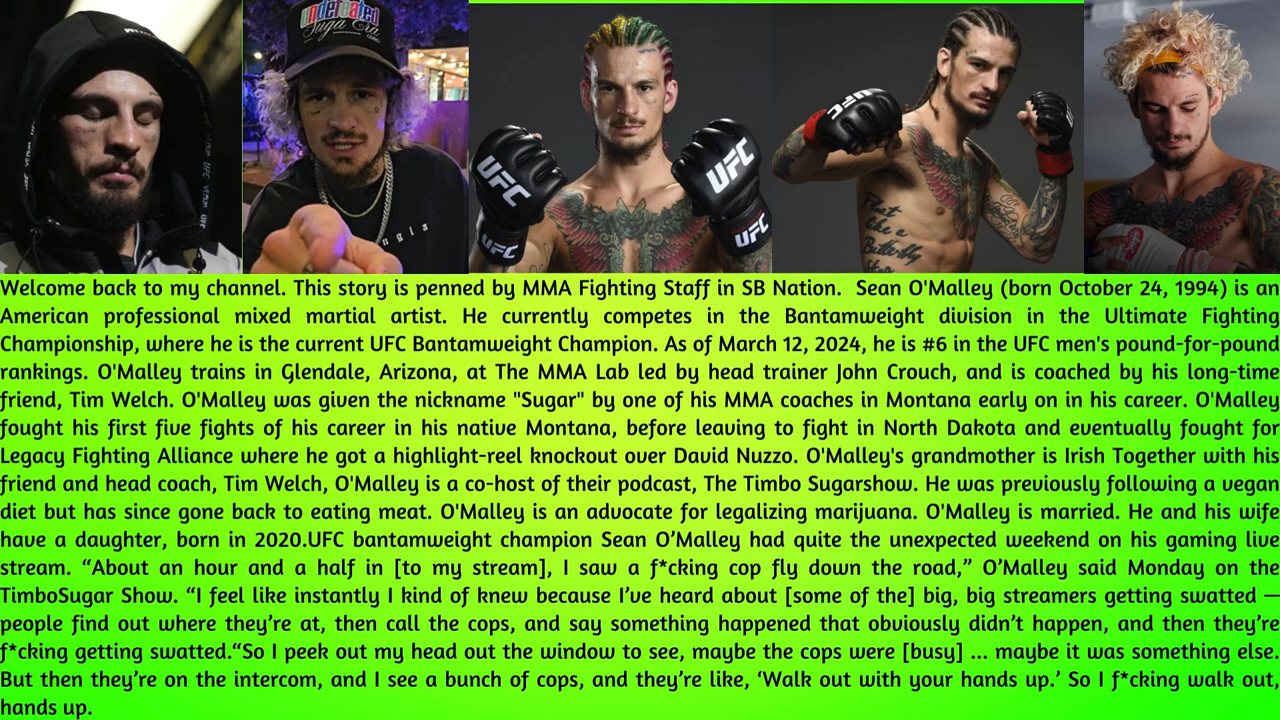 undefeated
Suga Era
UFC
UFC
UFC
UFC
UFC
UFC
ngla
Float
like a
Butterfly
Welcome back to my channel. This story is penned by MMA Fighting Staff in SB Nation.  Sean O'Malley (born October 24, 1994) is an
American professional mixed martial artist. He currently competes in the Bantamweight division in the Ultimate Fighting
Championship, where he is the current UFC Bantamweight Champion. As of March 12, 2024, he is #6 in the UFC men's pound-for-pound
rankings. O'Malley trains in Glendale, Arizona, at The MMA Lab led by head trainer John Crouch, and is coached by his long-time
friend, Tim Welch. O'Malley was given the nickname "Sugar" by one of his MMA coaches in Montana early on in his career. O'Malley
fought his first five fights of his career in his native Montana, before leaving to fight in North Dakota and eventually fought for
Legacy Fighting Alliance where he got a highlight-reel knockout over David Nuzzo. O'Malley's grandmother is Irish Together with his
friend and head coach, Tim Welch, O'Malley is a co-host of their podcast, The Timbo Sugarshow. He was previously following a vegan
diet but has since gone back to eating meat. O'Malley is an advocate for legalizing marijuana. O'Malley is married. He and his wife
have a daughter, born in 2020.UFC bantamweight champion Sean O’Malley had quite the unexpected weekend on his gaming live
stream. “About an hour and a half in [to my stream], I saw a f*cking cop fly down the road,” O’Malley said Monday on the
TimboSugar Show. “I feel like instantly I kind of knew because I’ve heard about [some of the] big, big streamers getting swatted —
people find out where they’re at, then call the cops, and say something happened that obviously didn’t happen, and then they’re
f*cking getting swatted.“So I peek out my head out the window to see, maybe the cops were [busy] ... maybe it was something else.
But then they’re on the intercom, and I see a bunch of cops, and they’re like, ‘Walk out with your hands up.’ So I f*cking walk out,
hands up.